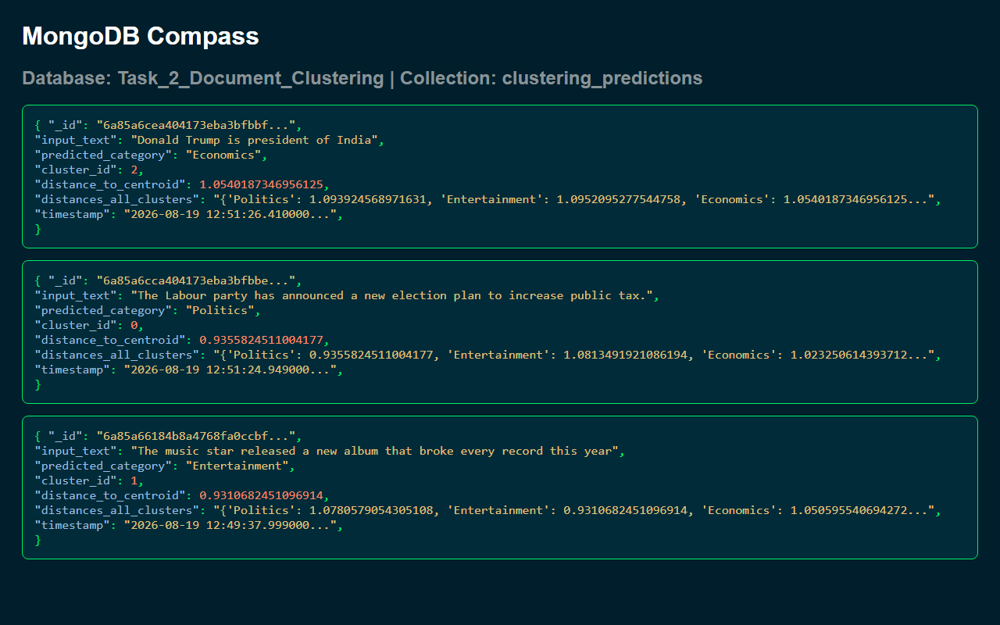 MongoDB Compass
Database: Task_2_Document_Clustering | Collection: clustering_predictions
{ "_id": "6a85a6cea404173eba3bfbbf...",
"input_text": "Donald Trump is president of India",
"predicted_category": "Economics",
"cluster_id": 2,
"distance_to_centroid": 1.0540187346956125,
"distances_all_clusters": "{'Politics': 1.093924568971631, 'Entertainment': 1.0952095277544758, 'Economics': 1.0540187346956125...",
"timestamp": "2026-08-19 12:51:26.410000...",
}
{ "_id": "6a85a6cca404173eba3bfbbe...",
"input_text": "The Labour party has announced a new election plan to increase public tax.",
"predicted_category": "Politics",
"cluster_id": 0,
"distance_to_centroid": 0.9355824511004177,
"distances_all_clusters": "{'Politics': 0.9355824511004177, 'Entertainment': 1.0813491921086194, 'Economics': 1.023250614393712...",
"timestamp": "2026-08-19 12:51:24.949000...",
}
{ "_id": "6a85a66184b8a4768fa0ccbf...",
"input_text": "The music star released a new album that broke every record this year",
"predicted_category": "Entertainment",
"cluster_id": 1,
"distance_to_centroid": 0.9310682451096914,
"distances_all_clusters": "{'Politics': 1.0780579054305108, 'Entertainment': 0.9310682451096914, 'Economics': 1.050595540694272...",
"timestamp": "2026-08-19 12:49:37.999000...",
}